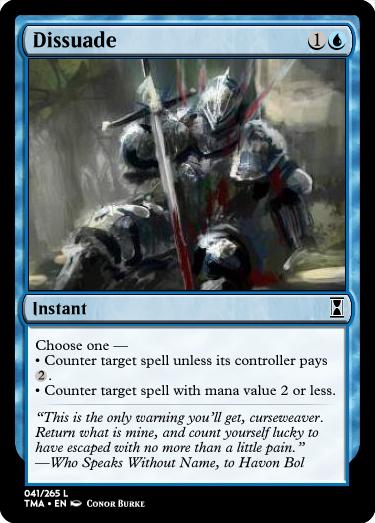 Dissuade 1
Instant
Choose one —
• Counter target spell unless its controller pays
2.
• Counter target spell with mana value 2 or less.
“This is the only warning you’ll get, curseweaver.
Return what is mine, and count yourself lucky to
have escaped with no more than a little pain.”
—Who Speaks Without Name, to Havon Bol
041/265 L
TMA • EN Conor Burke